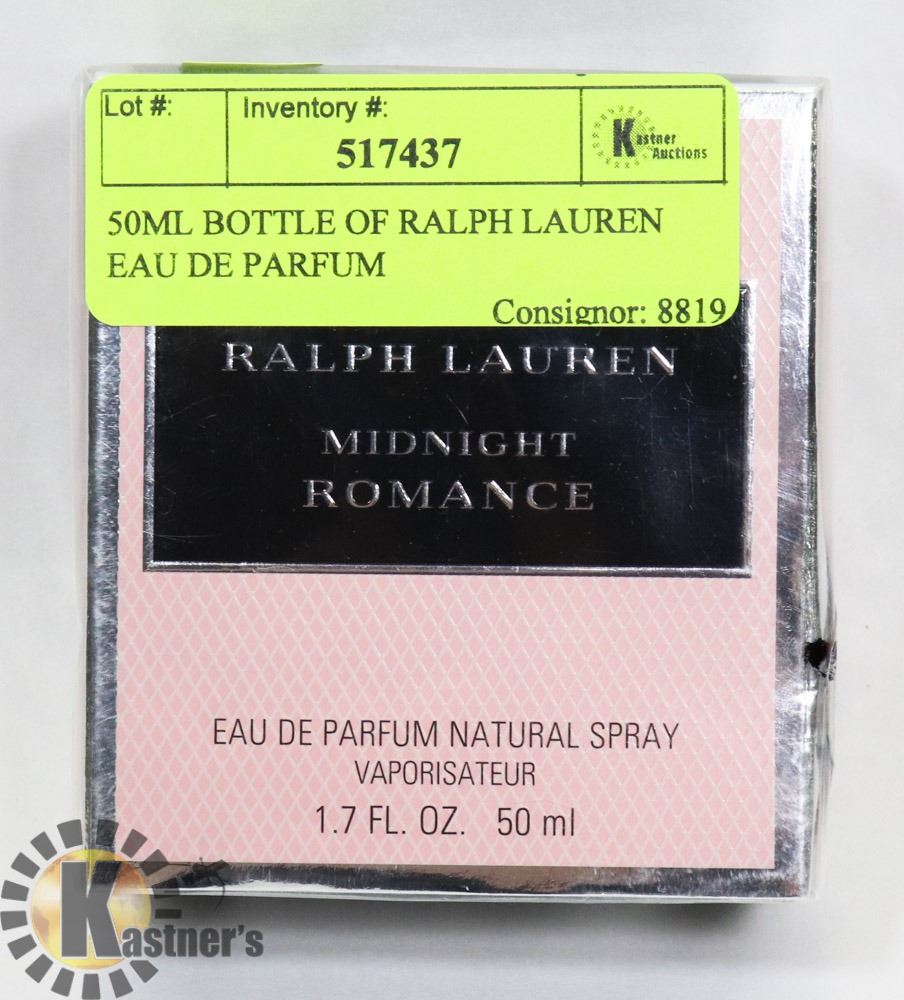 Lot #:
Inventory #:
517437
Kastner
Auctions
50ML BOTTLE OF RALPH LAUREN
EAU DE PARFUM
Consignor: 8819
RALPH LAUREN
MIDNIGHT
ROMANCE
EAU DE PARFUM NATURAL SPRAY
VAPORISATEUR
1.7 FL. OZ. 50 ml
Kastner's